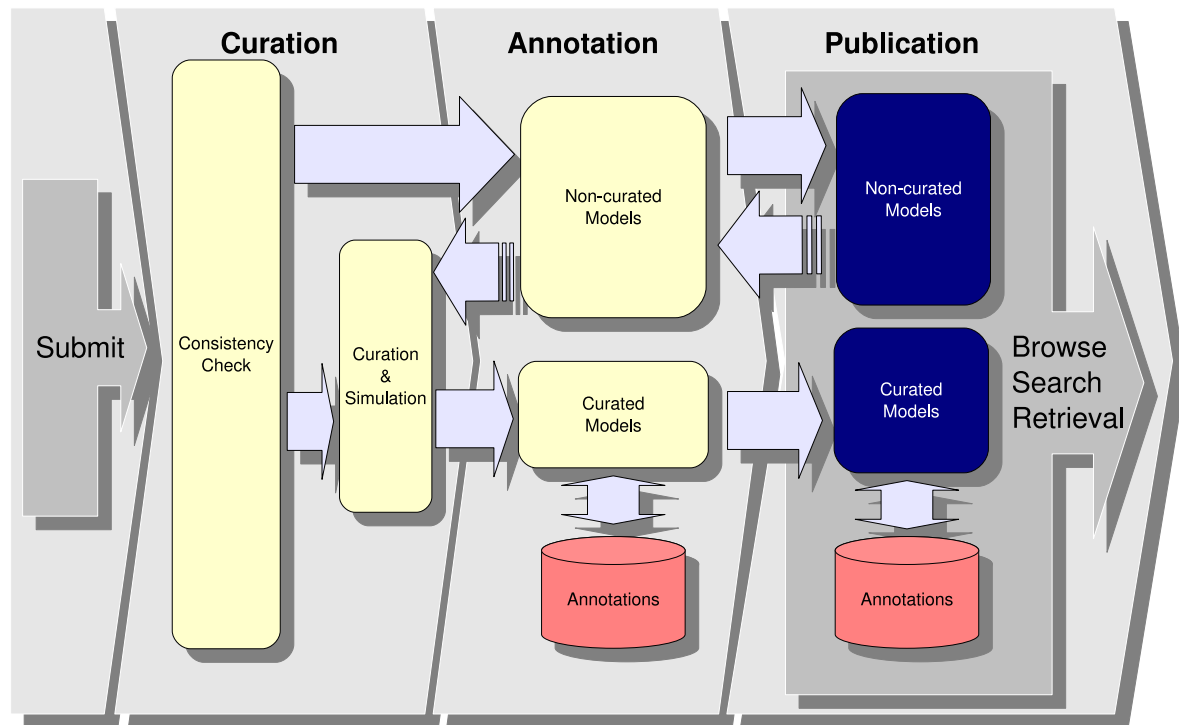 Curation
Annotation
Publication
Submit
Consistency
Check
Curation
&
Simulation
Non-curated
Models
Curated
Models
Annotations
Non-curated
Models
Curated
Models
Annotations
Browse
Search
Retrieval